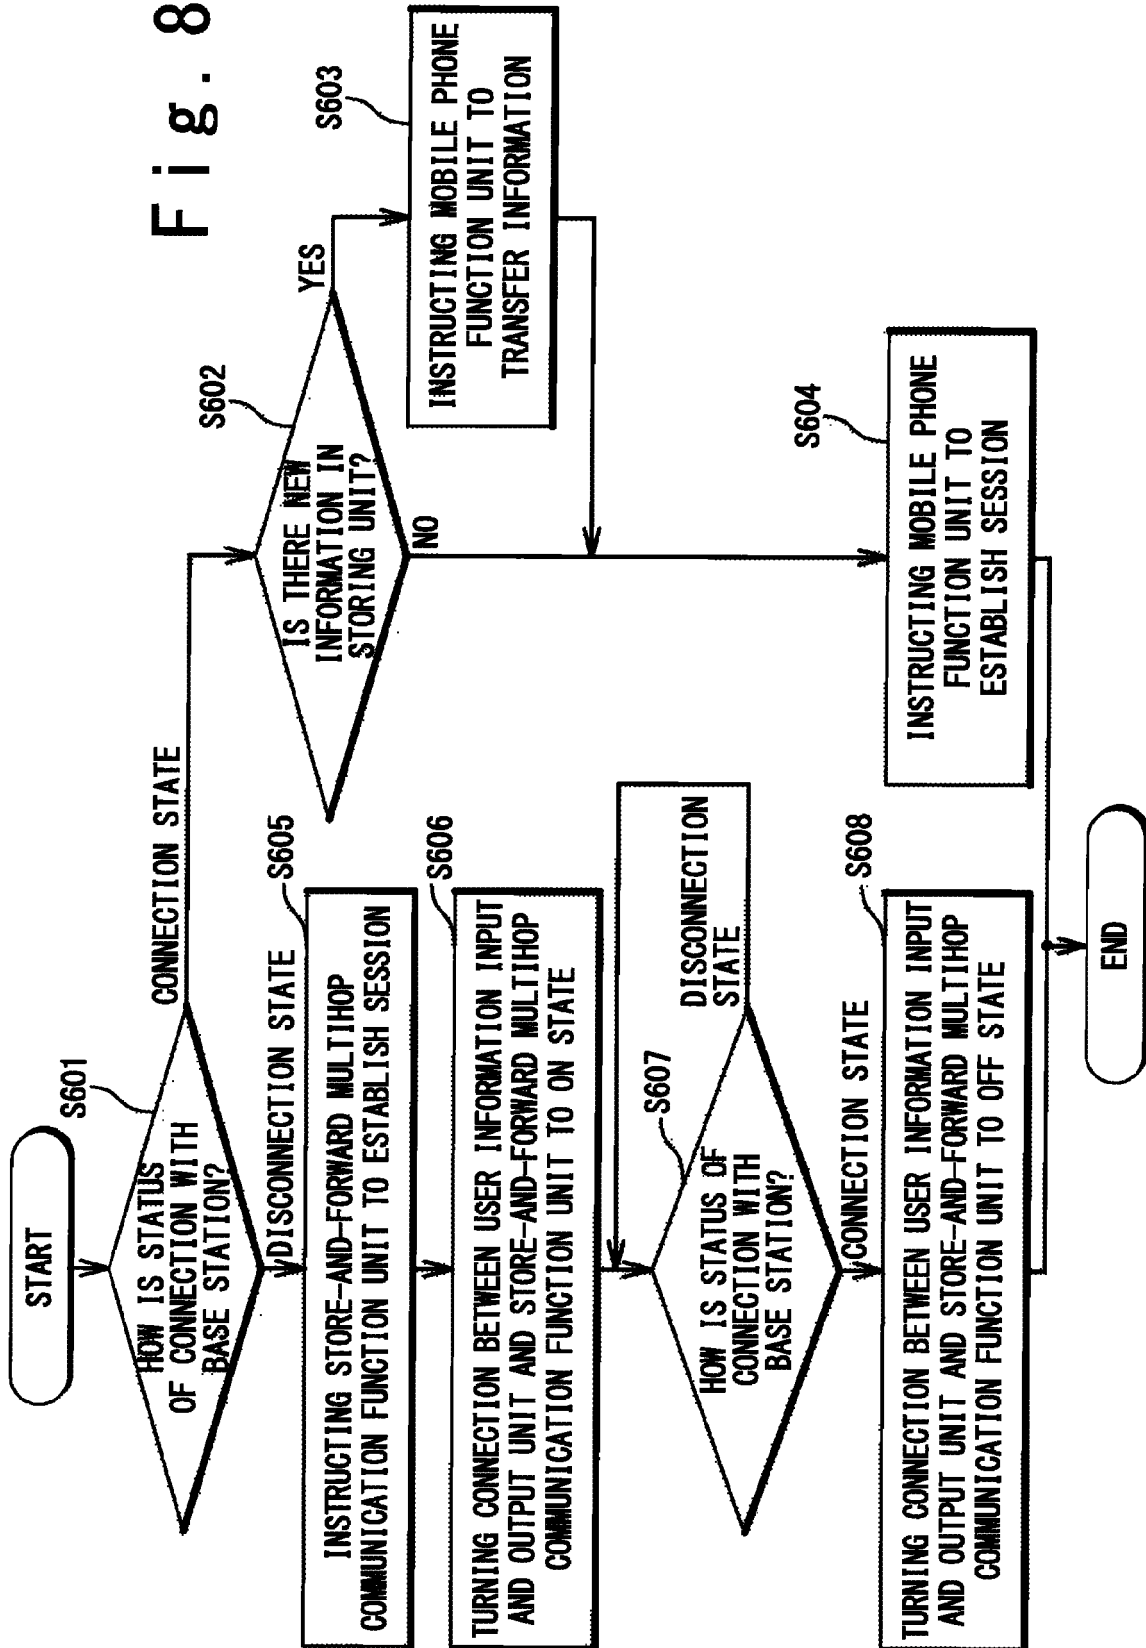 Fig. 8
START
S601
HOW IS STATUS
OF CONNECTION WITH
BASE STATION?
CONNECTION STATE
DISCONNECTION STATE
S602
IS THERE NEW
INFORMATION IN
STORING UNIT?
YES
NO
S603
INSTRUCTING MOBILE PHONE
FUNCTION UNIT TO
TRANSFER INFORMATION
S604
INSTRUCTING MOBILE PHONE
FUNCTION UNIT TO
ESTABLISH SESSION
S605
INSTRUCTING STORE-AND-FORWARD MULTIHOP
COMMUNICATION FUNCTION UNIT TO ESTABLISH SESSION
S606
TURNING CONNECTION BETWEEN USER INFORMATION INPUT
AND OUTPUT UNIT AND STORE-AND-FORWARD MULTIHOP
COMMUNICATION FUNCTION UNIT TO ON STATE
S607
HOW IS STATUS OF
CONNECTION WITH
BASE STATION?
DISCONNECTION
STATE
CONNECTION STATE
S608
TURNING CONNECTION BETWEEN USER INFORMATION INPUT
AND OUTPUT UNIT AND STORE-AND-FORWARD MULTIHOP
COMMUNICATION FUNCTION UNIT TO OFF STATE
END